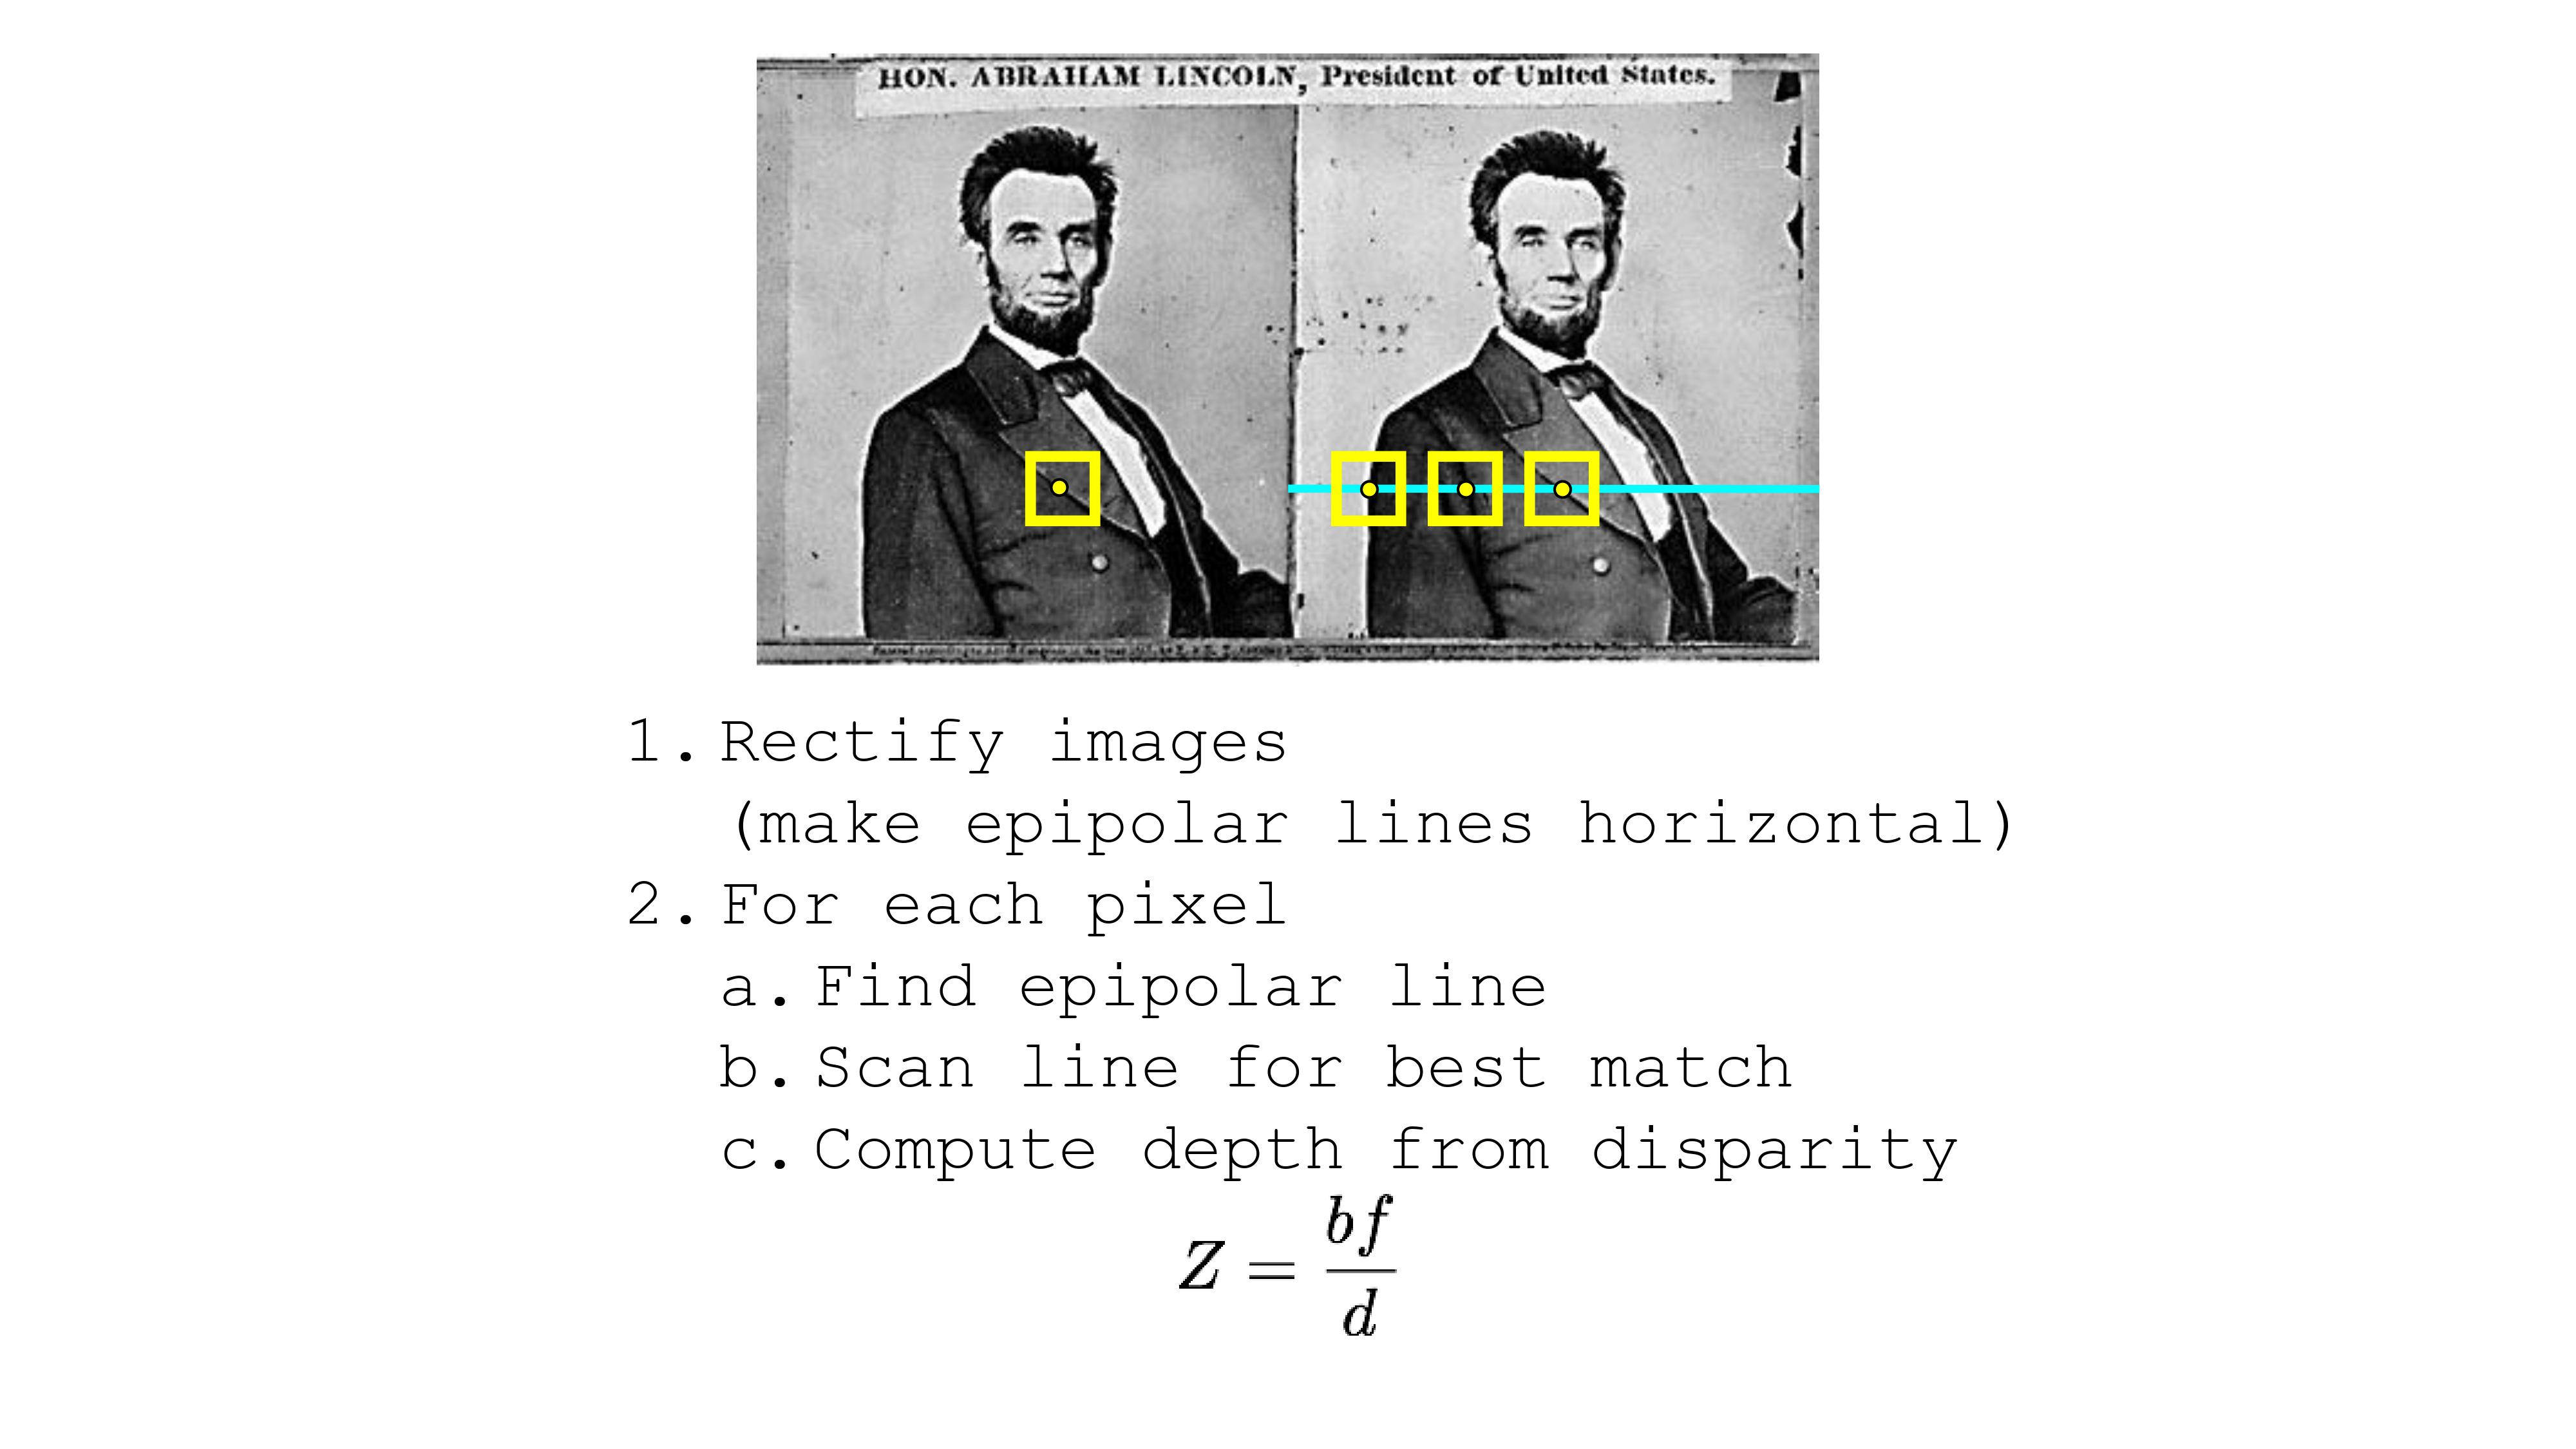 HON. ABRAHAM LINCOLN, President of United States.
1. Rectify images
(make epipolar lines horizontal)
2. For each pixel
a. Find epipolar line
b. Scan line for best match
c. Compute depth from disparity
Z = bf/d